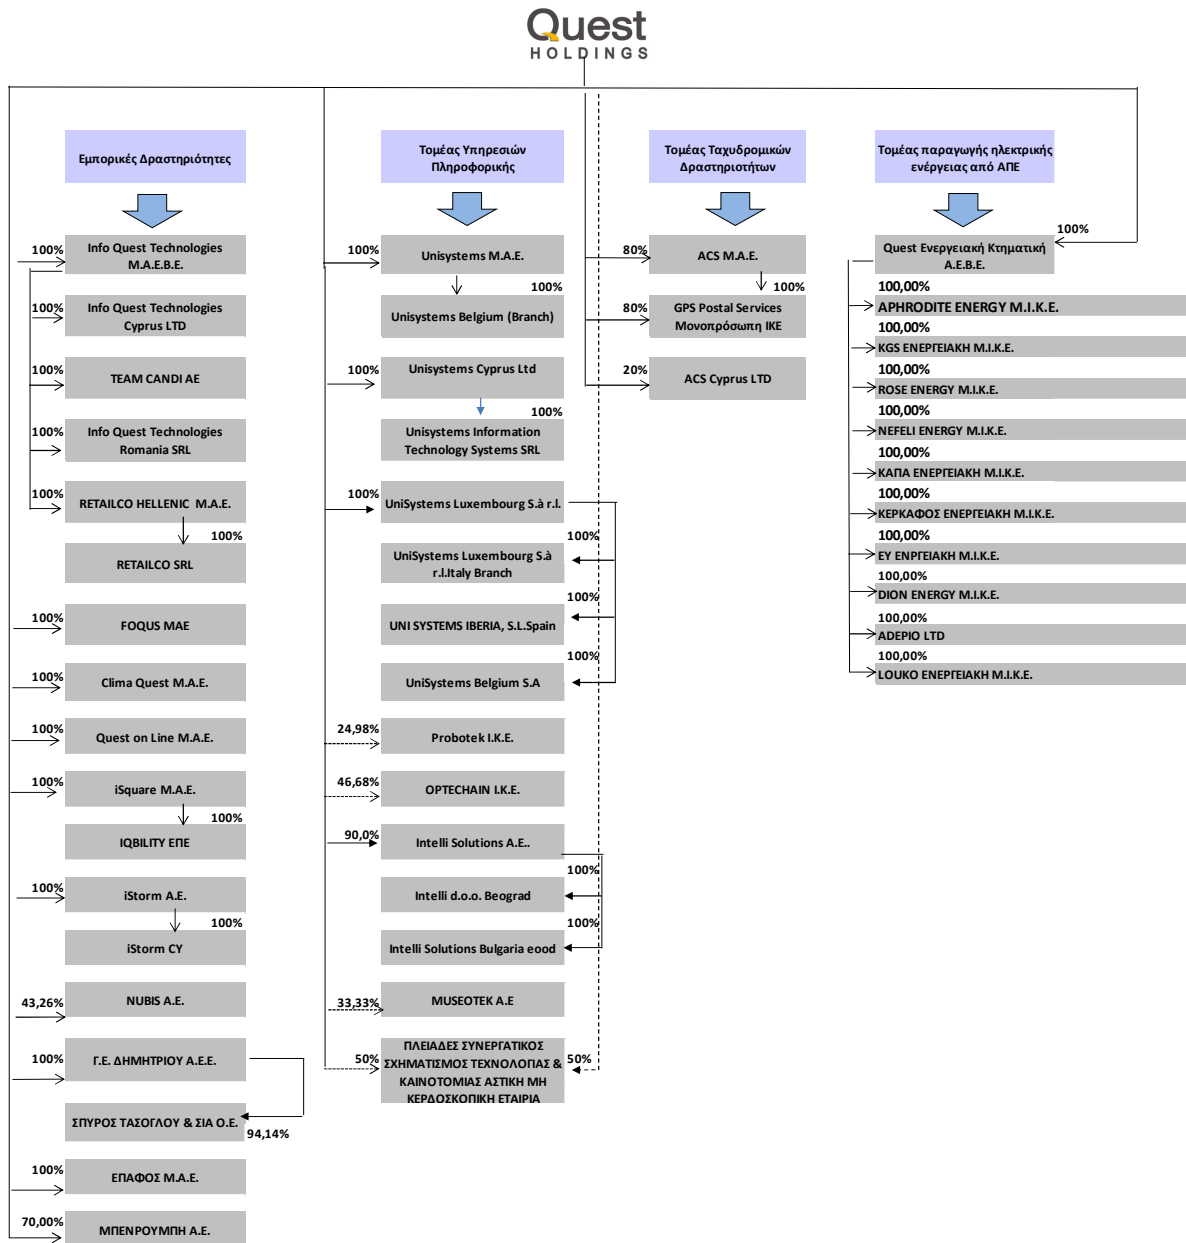 Quest
HOLDINGS
Εμπορικές Δραστηριότητες
100%
Info Quest Technologies
Μ.Α.Ε.Β.Ε.
100%
Info Quest Technologies
Cyprus LTD
100%
TEAM CANDI AE
100%
Info Quest Technologies
Romania SRL
100%
RETAILCO HELLENIC Μ.Α.Ε.
100%
RETAILCO SRL
100%
FOQUS MAE
100%
Clima Quest Μ.Α.Ε.
100%
Quest on Line Μ.Α.Ε.
100%
iSquare Μ.Α.Ε.
100%
IQBILITY ΕΠΕ
100%
iStorm Α.Ε.
100%
iStorm CY
43,26%
NUBIS Α.Ε.
100%
Γ.Ε. ΔΗΜΗΤΡΙΟΥ Α.Ε.Ε.
ΣΠΥΡΟΣ ΤΑΣΟΓΛΟΥ & ΣΙΑ Ο.Ε.
94,14%
100%
ΕΠΑΦΟΣ Μ.Α.Ε.
70,00%
ΜΠΕΝΡΟΥΜΠΗ Α.Ε.
Τομέας Υπηρεσιών
Πληροφορικής
100%
Unisystems Μ.Α.Ε.
100%
Unisystems Belgium (Branch)
100%
Unisystems Cyprus Ltd
100%
Unisystems Information
Technology Systems SRL
100%
UniSystems Luxembourg S.à r.l.
100%
UniSystems Luxembourg S.à
r.l.Italy Branch
100%
UNI SYSTEMS IBERIA, S.L.Spain
100%
UniSystems Belgium S.A
24,98%
Probotek Ι.Κ.Ε.
46,68%
OPTECHAIN Ι.Κ.Ε.
90,0%
Intelli Solutions Α.Ε..
100%
Intelli d.o.o. Beograd
100%
Intelli Solutions Bulgaria eood
33,33%
MUSEOTEK Α.Ε
50%
ΠΛΕΙΑΔΕΣ ΣΥΝΕΡΓΑΤΙΚΟΣ
ΣΧΗΜΑΤΙΣΜΟΣ ΤΕΧΝΟΛΟΓΙΑΣ &
ΚΑΙΝΟΤΟΜΙΑΣ ΑΣΤΙΚΗ ΜΗ
ΚΕΡΔΟΣΚΟΠΙΚΗ ΕΤΑΙΡΙΑ
50%
Τομέας Ταχυδρομικών
Δραστηριοτήτων
80%
ACS Μ.Α.Ε.
100%
80%
GPS Postal Services
Μονοπρόσωπη ΙΚΕ
20%
ACS Cyprus LTD
Τομέας παραγωγής ηλεκτρικής
ενέργειας από ΑΠΕ
100%
Quest Ενεργειακή Κτηματική
Α.Ε.Β.Ε.
100,00%
APHRODITE ENERGY Μ.Ι.Κ.Ε.
100,00%
KGS ΕΝΕΡΓΕΙΑΚΗ Μ.Ι.Κ.Ε.
100,00%
ROSE ENERGY Μ.Ι.Κ.Ε.
100,00%
NEFELI ENERGY Μ.Ι.Κ.Ε.
100,00%
ΚΑΠΑ ΕΝΕΡΓΕΙΑΚΗ Μ.Ι.Κ.Ε.
100,00%
ΚΕΡΚΑΦΟΣ ΕΝΕΡΓΕΙΑΚΗ Μ.Ι.Κ.Ε.
100,00%
ΕΥ ΕΝΡΓΕΙΑΚΗ Μ.Ι.Κ.Ε.
100,00%
DION ENERGY Μ.Ι.Κ.Ε.
100,00%
ADEPIO LTD
100,00%
LOUKO ΕΝΕΡΓΕΙΑΚΗ Μ.Ι.Κ.Ε.